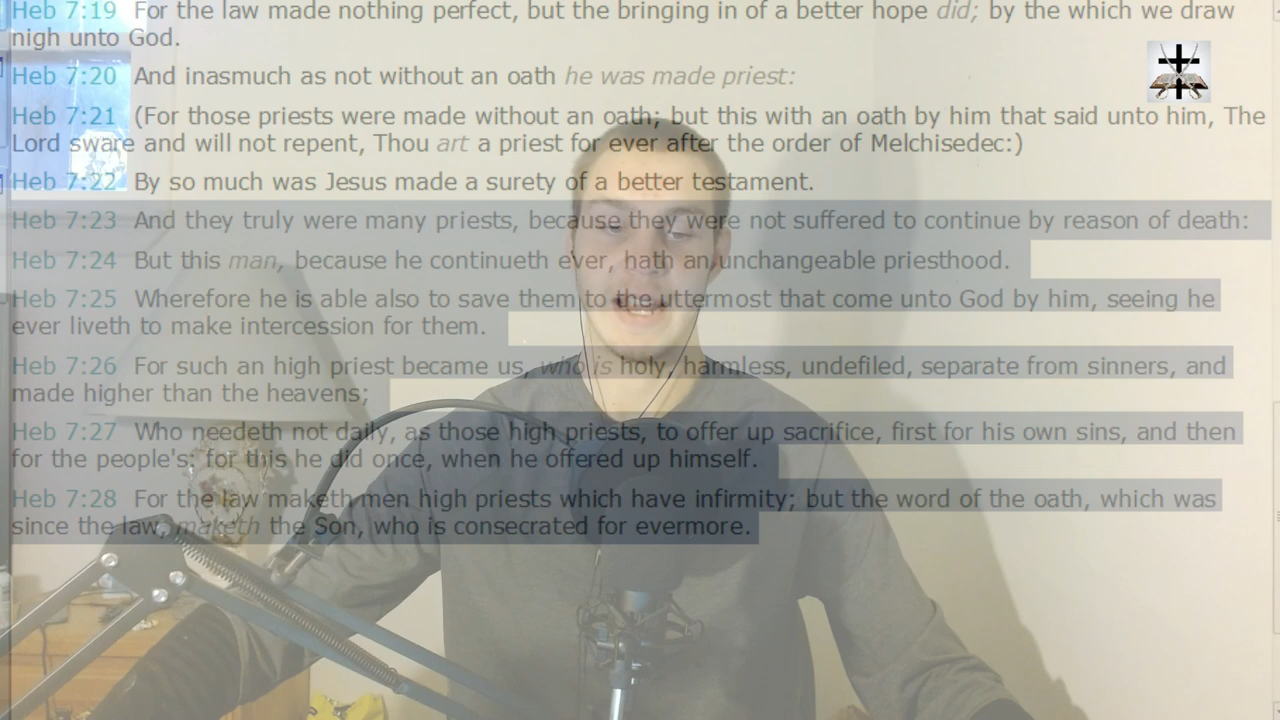 Heb 7:19 For the law made nothing perfect, but the bringing in of a better hope did; by the which we draw
nigh unto God.
Heb 7:20 And inasmuch as not without an oath he was made priest:
Heb 7:21 (For those priests were made without an oath; but this with an oath by him that said unto him, The
Lord sware and will not repent, Thou art a priest for ever after the order of Melchisedec:)
Heb 7:22 By so much was Jesus made a surety of a better testament.
Heb 7:23 And they truly were many priests, because they were not suffered to continue by reason of death:
Heb 7:24 But this man, because he continueth ever, hath an unchangeable priesthood.
Heb 7:25 Wherefore he is able also to save them to the uttermost that come unto God by him, seeing he
ever liveth to make intercession for them.
Heb 7:26 For such an high priest became us, who is holy, harmless, undefiled, separate from sinners, and
made higher than the heavens;
Heb 7:27 Who needeth not daily, as those high priests, to offer up sacrifice, first for his own sins, and then
for the people's: for this he did once, when he offered up himself.
Heb 7:28 For the law maketh men high priests which have infirmity; but the word of the oath, which was
since the law, maketh the Son, who is consecrated for evermore.